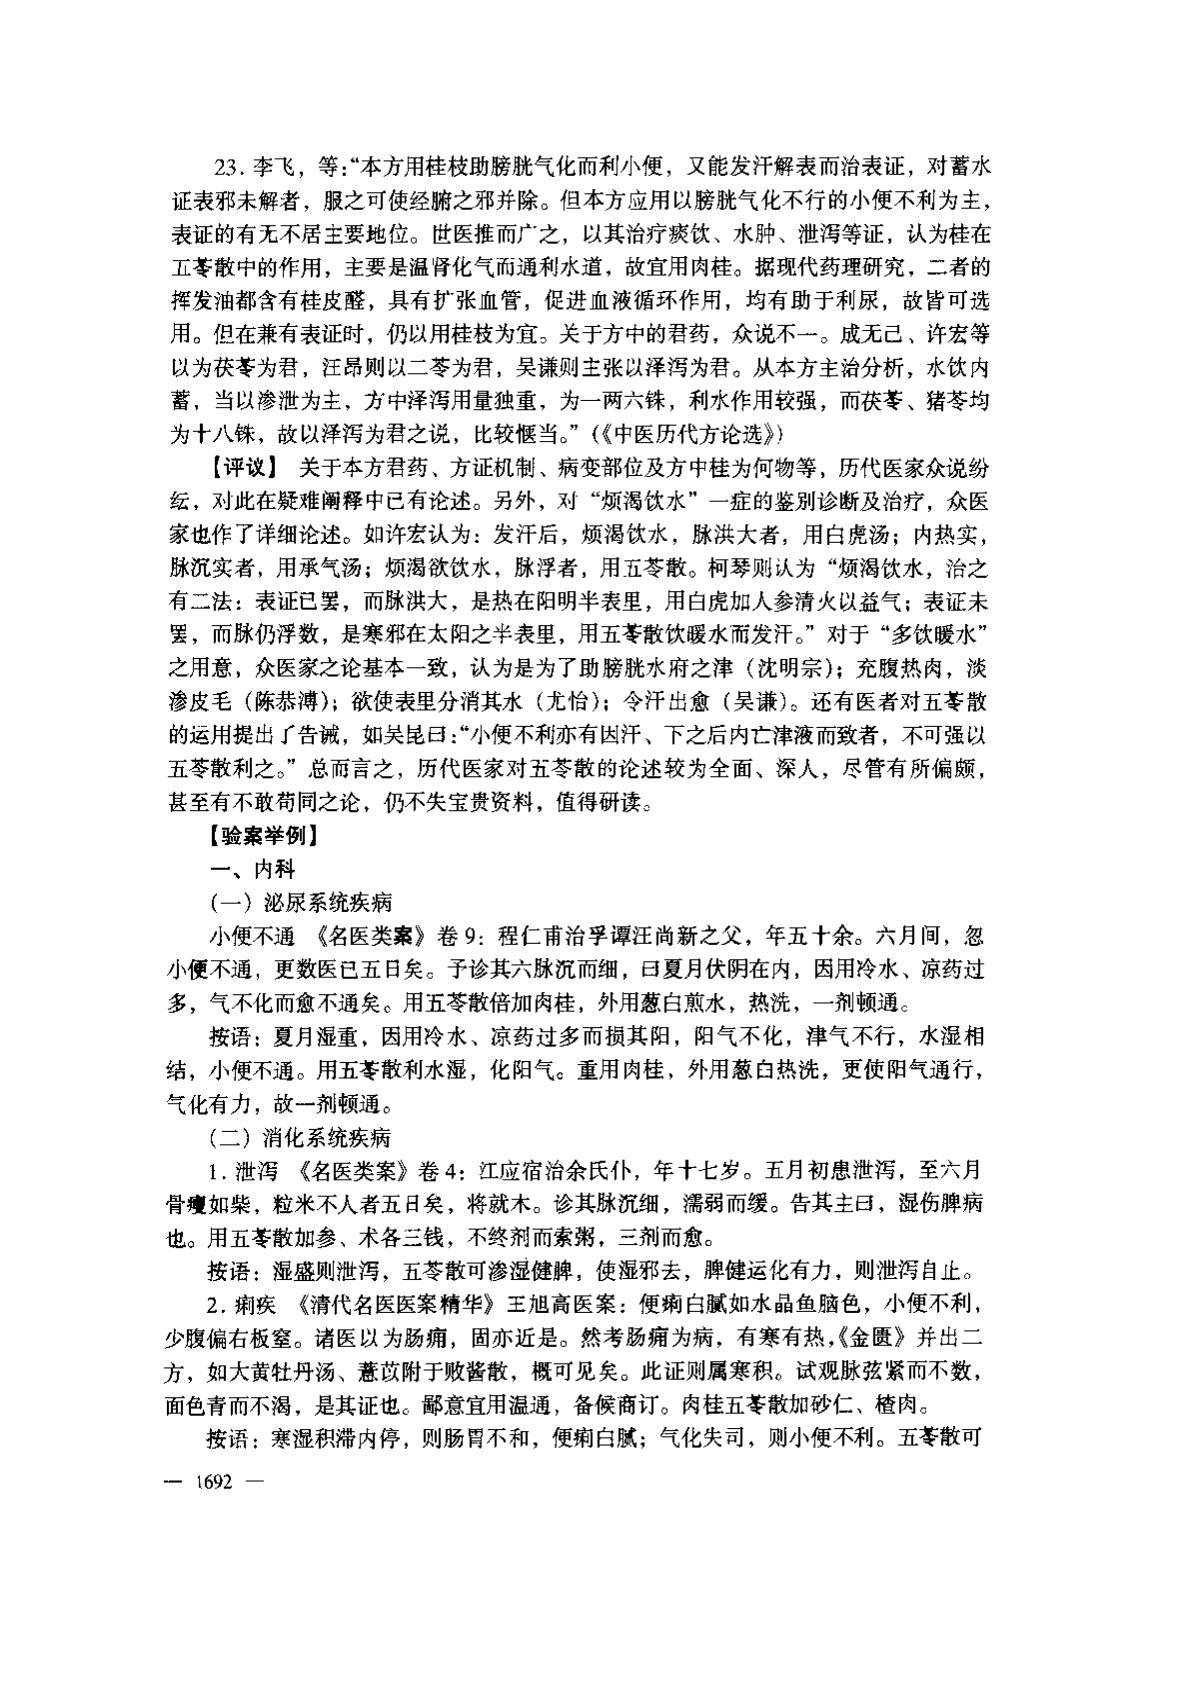 23. 李飞，等：“本方用桂枝助膀胱气化而利小便，又能发汗解表而治表证，对蓄水
证表邪未解者，服之可使经腑之邪并除。但本方应用以膀胱气化不行的小便不利为主，
表证的有无不居主要地位。世医推而广之，以其治疗痰饮、水肿、泄泻等证，认为桂在
五苓散中的作用，主要是温肾化气而通利水道，故宜用肉桂。据现代药理研究，二者的
挥发油都含有桂皮醛，具有扩张血管，促进血液循环作用，均有助于利尿，故皆可选
用。但在兼有表证时，仍以用桂枝为宜。关于方中的君药，众说不一。成无己、许宏等
以为茯苓为君，汪昂则以二苓为君，吴谦则主张以泽泻为君。从本方主治分析，水饮内
蓄，当以渗泄为主，方中泽泻用量独重，为一两六铢，利水作用较强，而茯苓、猪苓均
为十八铢，故以泽泻为君之说，比较惬当。”（《中医历代方论选》）
【评议】 关于本方君药、方证机制、病变部位及方中桂为何物等，历代医家众说纷
纭，对此在疑难阐释中已有论述。另外，对“烦渴饮水”一症的鉴别诊断及治疗，众医
家也作了详细论述。如许宏认为：发汗后，烦渴饮水，脉洪大者，用白虎汤；内热实，
脉沉实者，用承气汤；烦渴欲饮水，脉浮者，用五苓散。柯琴则认为“烦渴饮水，治之
有二法：表证已罢，而脉洪大，是热在阳明半表里，用白虎加人参清火以益气；表证未
罢，而脉仍浮数，是寒邪在太阳之半表里，用五苓散饮暖水而发汗。”对于“多饮暖水”
之用意，众医家之论基本一致，认为是为了助膀胱水府之津（沈明宗）；充腹热肉，淡
渗皮毛（陈恭溥）；欲使表里分消其水（尤怡）；令汗出愈（吴谦）。还有医者对五苓散
的运用提出了告诫，如吴昆曰：“小便不利亦有因汗、下之后内亡津液而致者，不可强以
五苓散利之。”总而言之，历代医家对五苓散的论述较为全面、深人，尽管有所偏颇，
甚至有不敢苟同之论，仍不失宝贵资料，值得研读。
【验案举例】
一、内科
（一）泌尿系统疾病
小便不通 《名医类案》卷 9：程仁甫治孚谭汪尚新之父，年五十余。六月间，忽
小便不通，更数医已五日矣。予诊其六脉沉而细，曰夏月伏阴在内，因用冷水、凉药过
多，气不化而愈不通矣。用五苓散倍加肉桂，外用葱白煎水，热洗，一剂顿通。
按语：夏月湿重，因用冷水、凉药过多而损其阳，阳气不化，津气不行，水湿相
结，小便不通。用五苓散利水湿，化阳气。重用肉桂，外用葱白热洗，更使阳气通行，
气化有力，故一剂顿通。
（二）消化系统疾病
1. 泄泻 《名医类案》卷 4：江应宿治余氏仆，年十七岁。五月初患泄泻，至六月
骨瘦如柴，粒米不人者五日矣，将就木。诊其脉沉细，濡弱而缓。告其主曰，湿伤脾病
也。用五苓散加参、术各三钱，不终剂而索粥，三剂而愈。
按语：湿盛则泄泻，五苓散可渗湿健脾，使湿邪去，脾健运化有力，则泄泻自止。
2. 痢疾 《清代名医医案精华》王旭高医案：便痢白腻如水晶鱼脑色，小便不利，
少腹偏右板窒。诸医以为肠痈，固亦近是。然考肠痈为病，有寒有热，《金匮》并出二
方，如大黄牡丹汤、薏苡附于败酱散，概可见矣。此证则属寒积。试观脉弦紧而不数，
面色青而不渴，是其证也。鄙意宜用温通，备候商订。肉桂五苓散加砂仁、楂肉。
按语：寒湿积滞内停，则肠胃不和，便痢白腻；气化失司，则小便不利。五苓散可
— 1692 —